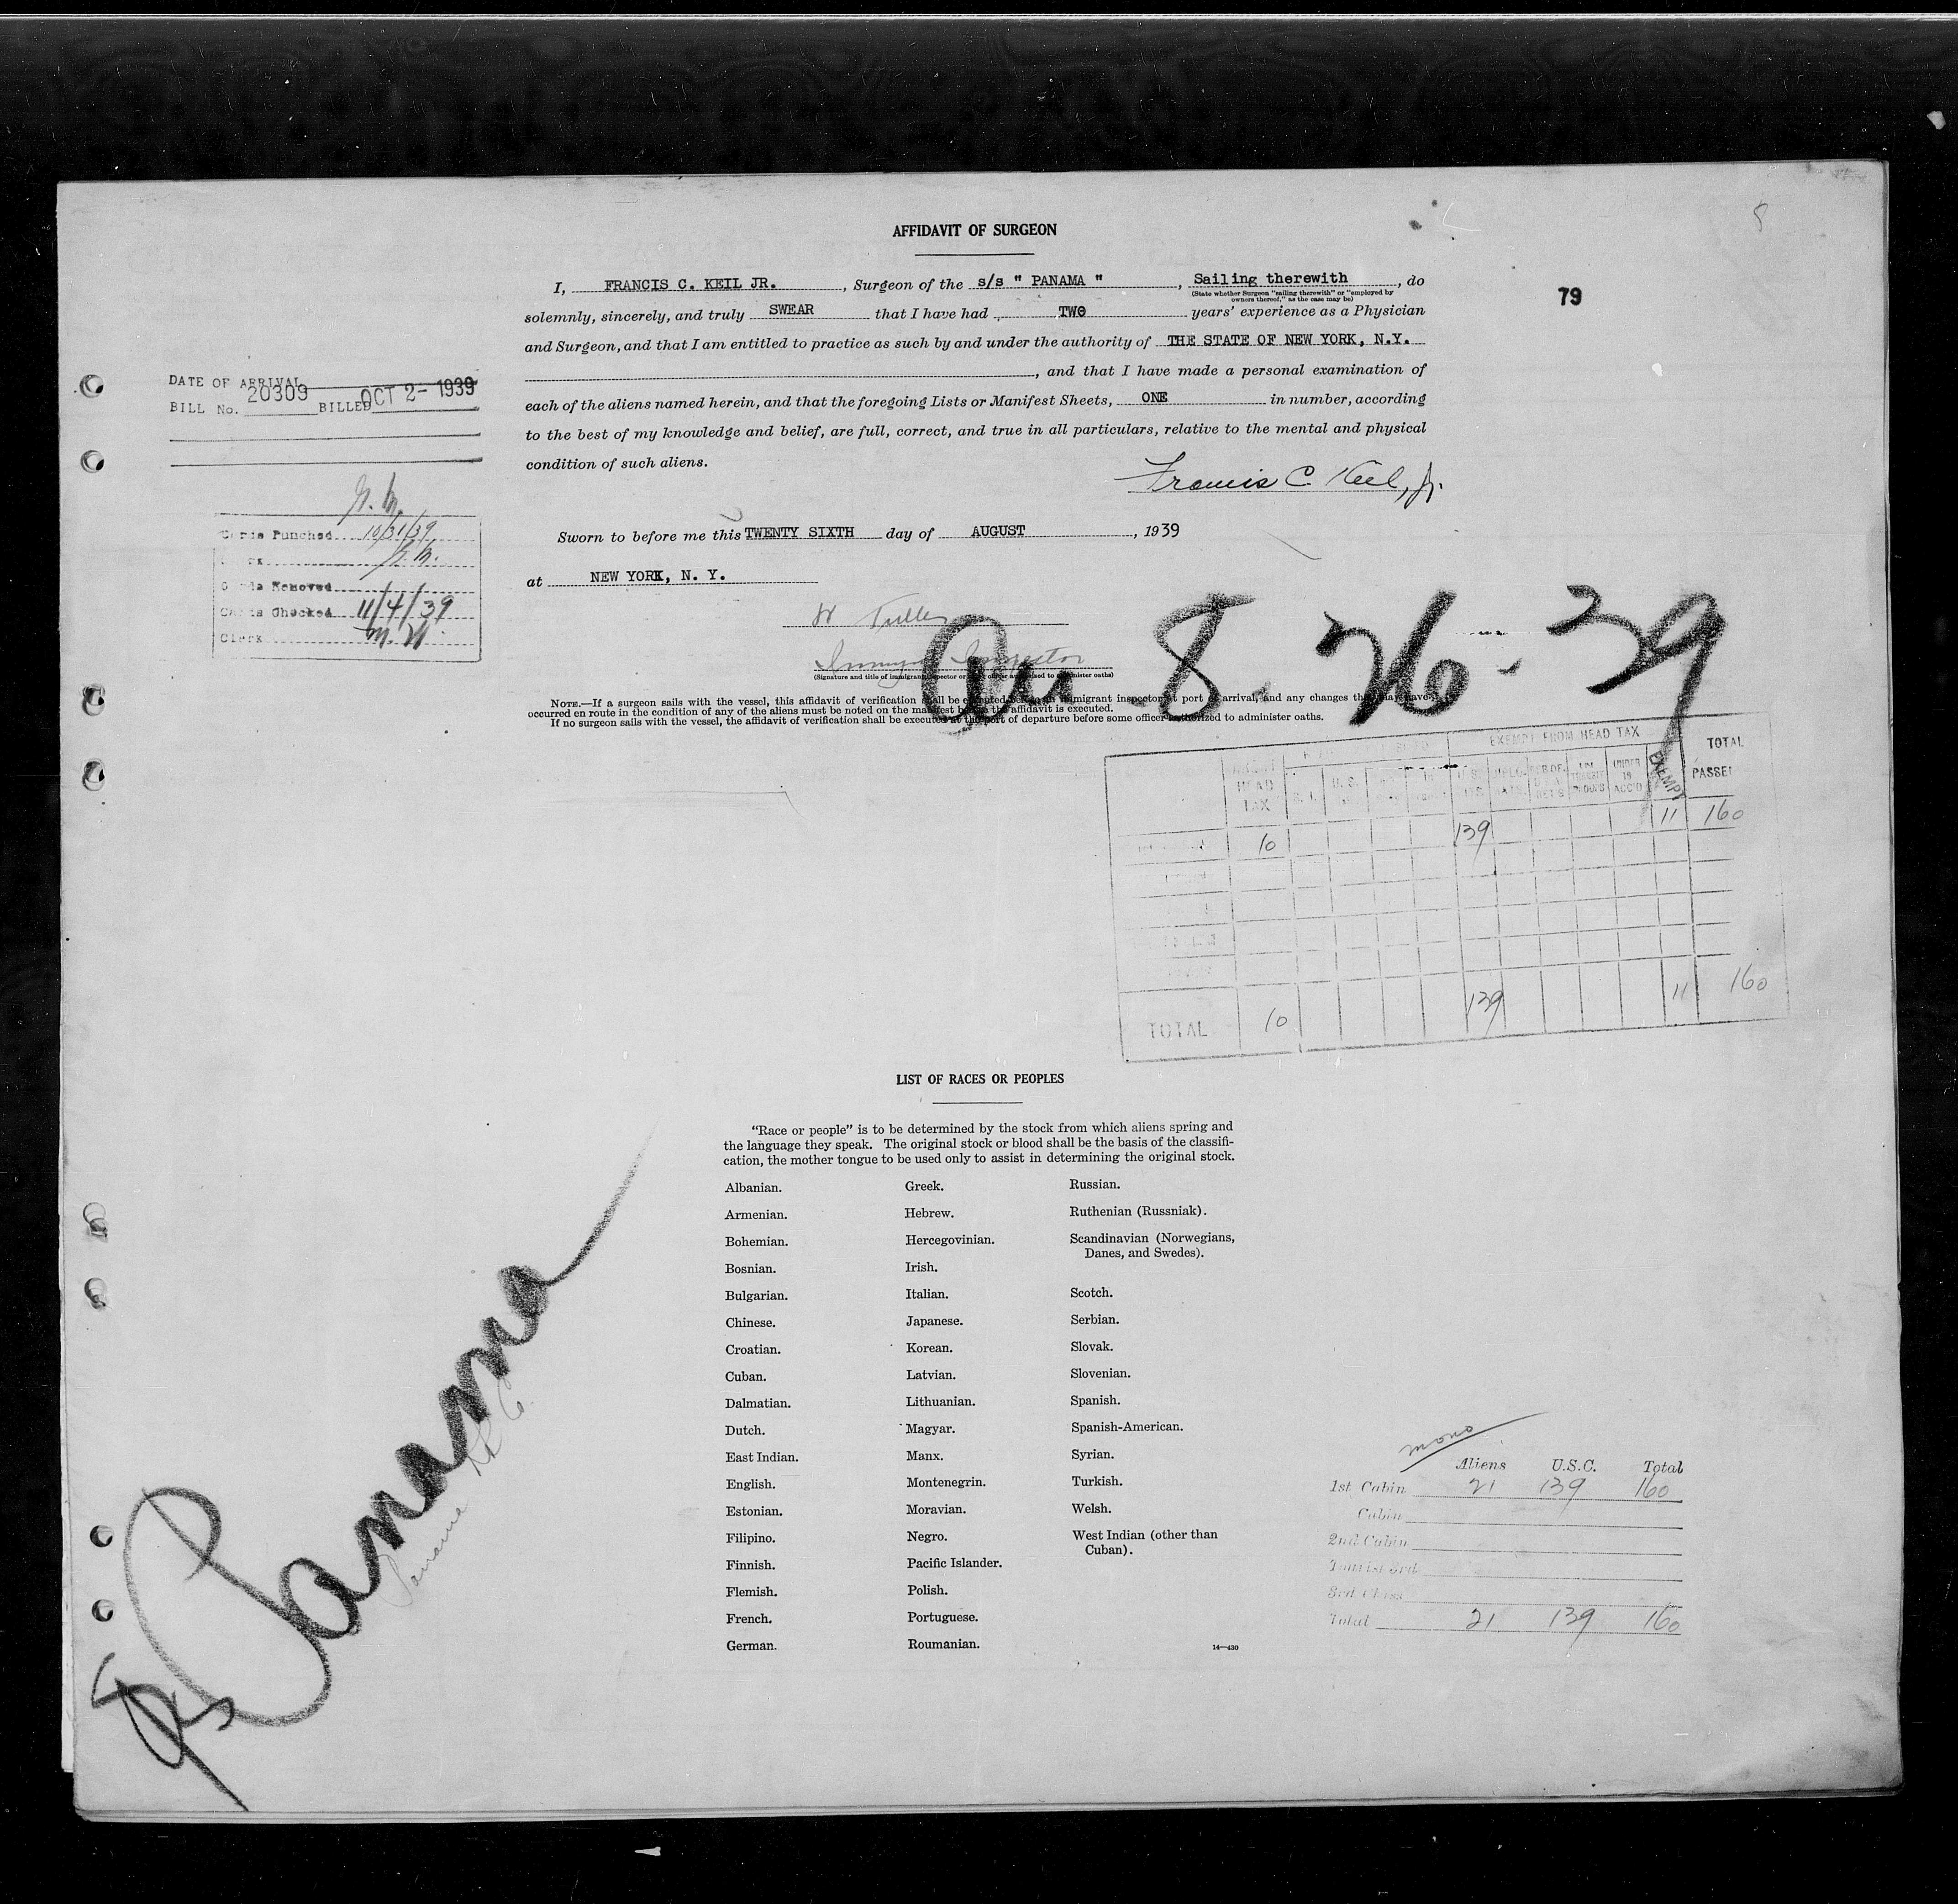 8
AFFIDAVIT OF SURGEON
79
I, FRANCIS C. KEIL JR. , Surgeon of the s/s " PANAMA " , Sailing therewith , do
(State whether Surgeon "sailing therewith" or "employed by
owners thereof," as the case may be)
solemnly, sincerely, and truly SWEAR that I have had TWO years' experience as a Physician
and Surgeon, and that I am entitled to practice as such by and under the authority of THE STATE OF NEW YORK, N.Y.
, and that I have made a personal examination of
each of the aliens named herein, and that the foregoing Lists or Manifest Sheets, ONE in number, according
to the best of my knowledge and belief, are full, correct, and true in all particulars, relative to the mental and physical
condition of such aliens.
Francis C. Keil, Jr.
Sworn to before me this TWENTY SIXTH day of AUGUST , 1939
at NEW YORK, N. Y.
DATE OF ARRIVAL
BILL No. 20309 BILLED OCT 2- 1939
Cards Punched 10/31/39
Cards Removed
Cards Checked 11/4/39
Clerk M. N.
8. 26. 39
(Signature and title of immigrant inspector or other officer authorized to administer oaths)
NOTE.—If a surgeon sails with the vessel, this affidavit of verification shall be executed before an immigrant inspector at port of arrival, and any changes that may have
occurred en route in the condition of any of the aliens must be noted on the manifest before the affidavit is executed.
If no surgeon sails with the vessel, the affidavit of verification shall be executed at the port of departure before some officer authorized to administer oaths.
EXEMPT FROM HEAD TAX TOTAL
HEAD TAX U.S. UNDER 16 ACC'D EXEMPT PASSE
10 139 11 160
TOTAL 10 139 11 160
LIST OF RACES OR PEOPLES
"Race or people" is to be determined by the stock from which aliens spring and
the language they speak. The original stock or blood shall be the basis of the classifi-
cation, the mother tongue to be used only to assist in determining the original stock.
Albanian.
Armenian.
Bohemian.
Bosnian.
Bulgarian.
Chinese.
Croatian.
Cuban.
Dalmatian.
Dutch.
East Indian.
English.
Estonian.
Filipino.
Finnish.
Flemish.
French.
German.
Greek.
Hebrew.
Hercegovinian.
Irish.
Italian.
Japanese.
Korean.
Latvian.
Lithuanian.
Magyar.
Manx.
Montenegrin.
Moravian.
Negro.
Pacific Islander.
Polish.
Portuguese.
Roumanian.
Russian.
Ruthenian (Russniak).
Scandinavian (Norwegians,
Danes, and Swedes).
Scotch.
Serbian.
Slovak.
Slovenian.
Spanish.
Spanish-American.
Syrian.
Turkish.
Welsh.
West Indian (other than
Cuban).
14—430
Panama
Panama
mono
Aliens U.S.C. Total
1st Cabin 21 139 160
Cabin
2nd Cabin
Tourist 3rd
3rd Class
Total 21 139 160